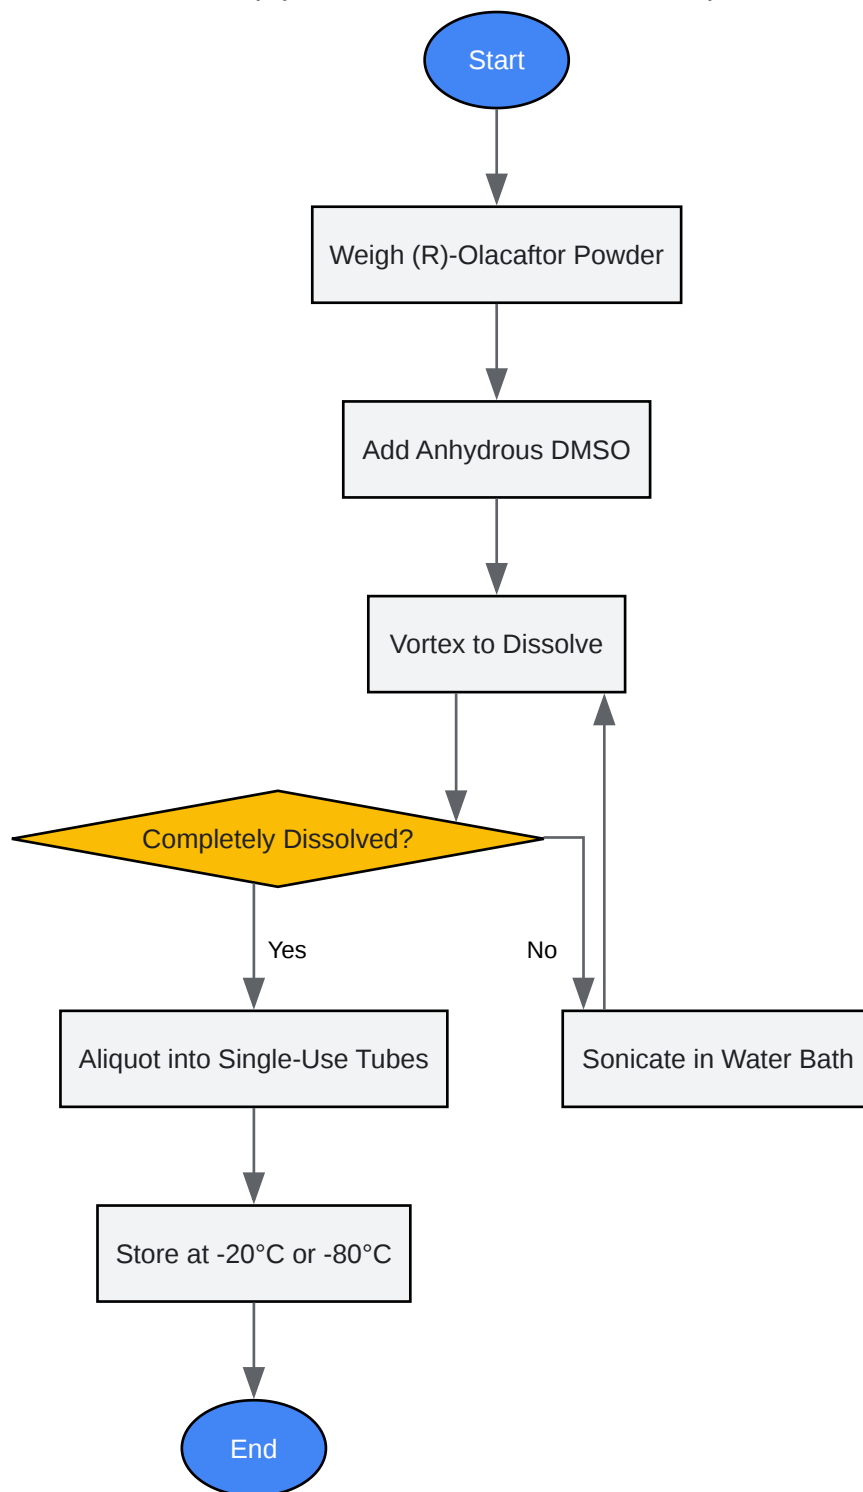 Start
Weigh (R)-Olacaftor Powder
Add Anhydrous DMSO
Vortex to Dissolve
Completely Dissolved?
Yes
No
Aliquot into Single-Use Tubes
Sonicate in Water Bath
Store at -20°C or -80°C
End